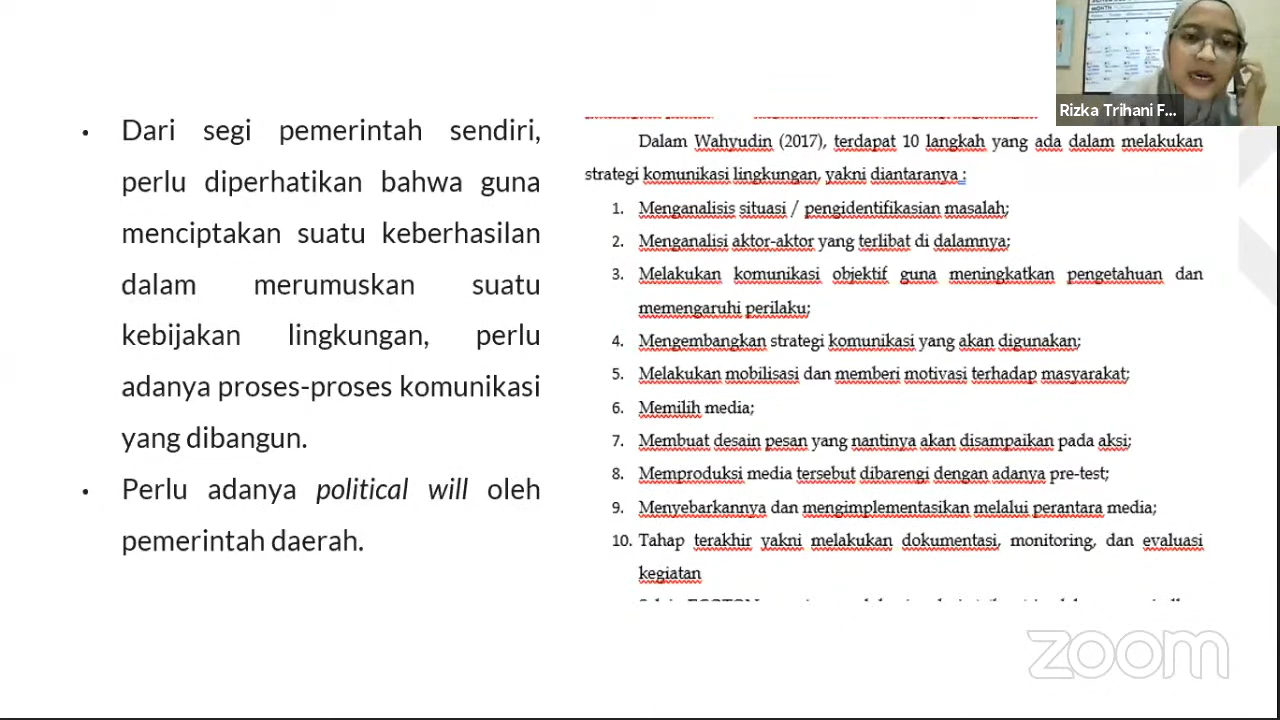 Rizka Trihani F...
Dari segi pemerintah sendiri,
perlu diperhatikan bahwa guna
menciptakan suatu keberhasilan
dalam merumuskan suatu
kebijakan lingkungan, perlu
adanya proses-proses komunikasi
yang dibangun.
Perlu adanya political will oleh
pemerintah daerah.
Dalam Wahyudin (2017), terdapat 10 langkah yang ada dalam melakukan
strategi komunikasi lingkungan, yakni diantaranya :
1. Menganalisis situasi / pengidentifikasian masalah;
2. Menganalisi aktor-aktor yang terlibat di dalamnya;
3. Melakukan komunikasi objektif guna meningkatkan pengetahuan dan
memengaruhi perilaku;
4. Mengembangkan strategi komunikasi yang akan digunakan;
5. Melakukan mobilisasi dan memberi motivasi terhadap masyarakat;
6. Memilih media;
7. Membuat desain pesan yang nantinya akan disampaikan pada aksi;
8. Memproduksi media tersebut dibarengi dengan adanya pre-test;
9. Menyebarkannya dan mengimplementasikan melalui perantara media;
10. Tahap terakhir yakni melakukan dokumentasi, monitoring, dan evaluasi
kegiatan
zoom